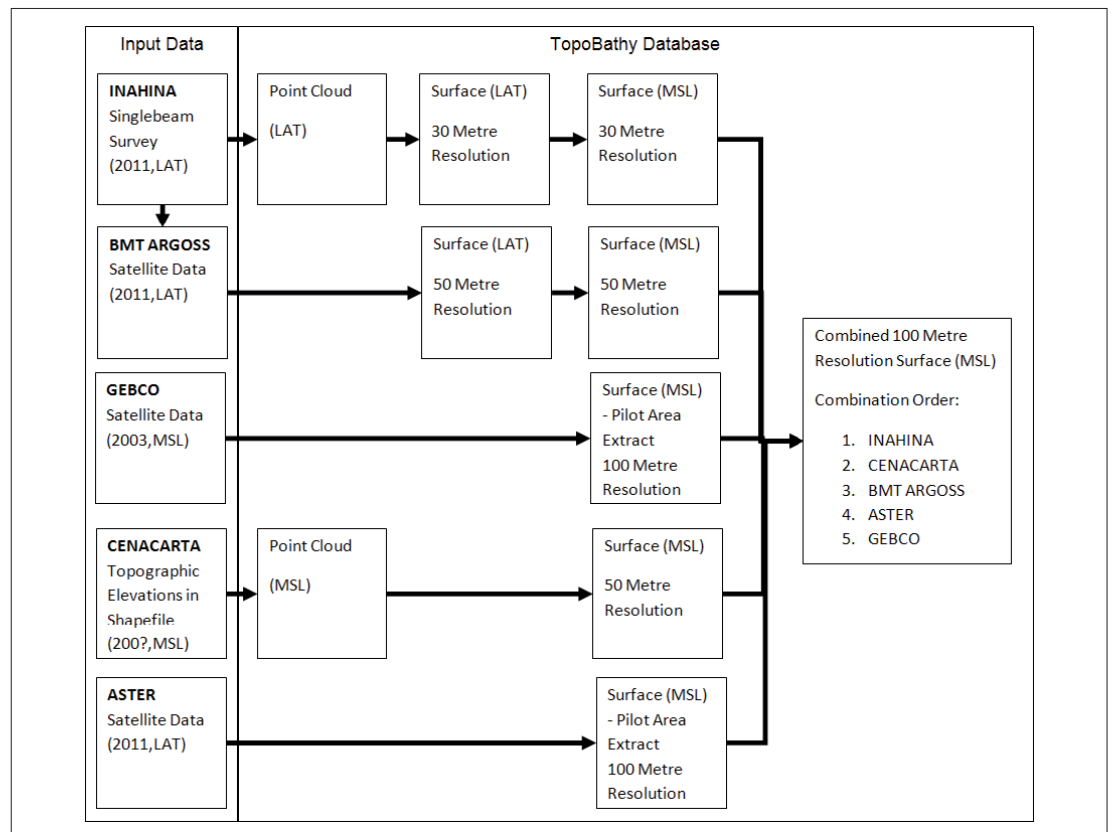 Input Data
TopoBathy Database
INAHINA
Singlebeam
Survey
(2011,LAT)
Point Cloud
(LAT)
Surface (LAT)
30 Metre
Resolution
Surface (MSL)
30 Metre
Resolution
BMT ARGOSS
Satellite Data
(2011,LAT)
Surface (LAT)
50 Metre
Resolution
Surface (MSL)
50 Metre
Resolution
GEBCO
Satellite Data
(2003,MSL)
Surface (MSL)
- Pilot Area
Extract
100 Metre
Resolution
CENACARTA
Topographic
Elevations in
Shapefile
(200?,MSL)
Point Cloud
(MSL)
Surface (MSL)
50 Metre
Resolution
ASTER
Satellite Data
(2011,LAT)
Surface (MSL)
- Pilot Area
Extract
100 Metre
Resolution
Combined 100 Metre
Resolution Surface (MSL)
Combination Order:
1. INAHINA
2. CENACARTA
3. BMT ARGOSS
4. ASTER
5. GEBCO